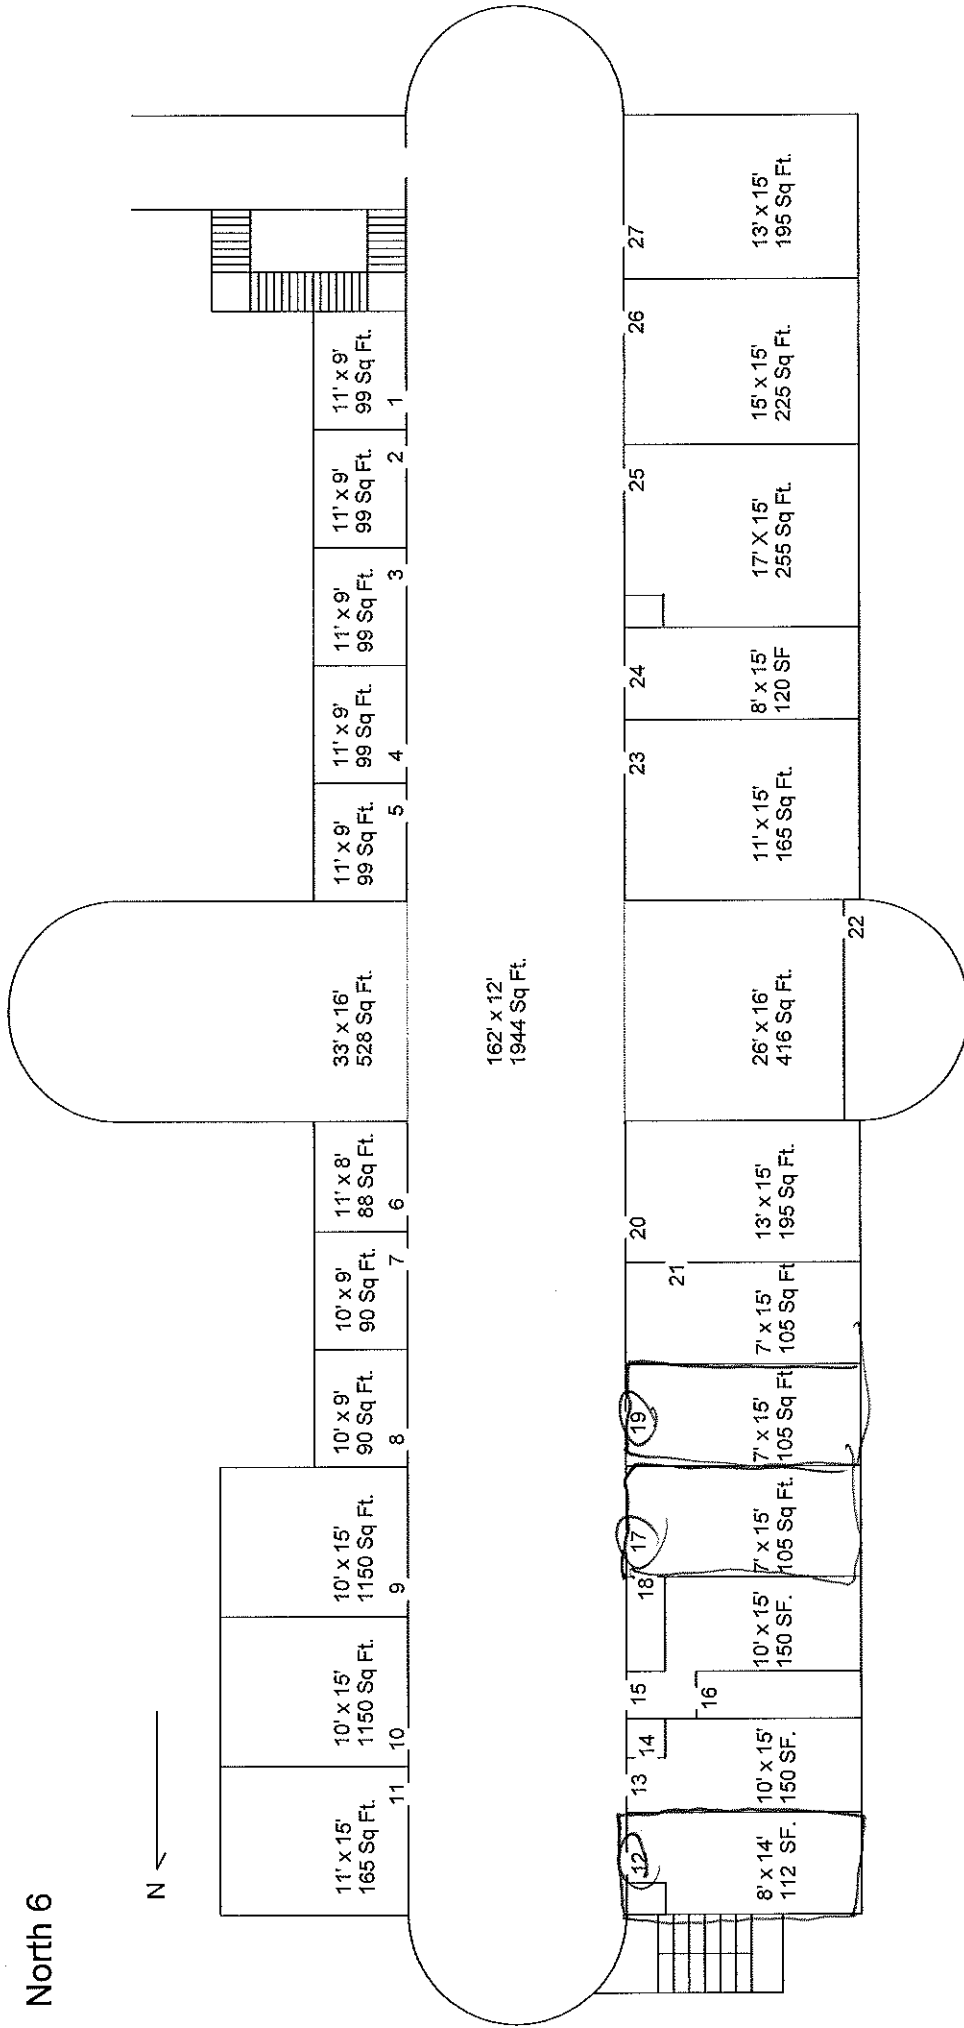 North 6
N
11' x 15'
165 Sq Ft.
11
10' x 15'
1150 Sq Ft.
10
10' x 15'
1150 Sq Ft.
9
10' x 9'
90 Sq Ft.
8
10' x 9'
90 Sq Ft.
7
11' x 8'
88 Sq Ft.
6
33' x 16'
528 Sq Ft.
11' x 9'
99 Sq Ft.
5
11' x 9'
99 Sq Ft.
4
11' x 9'
99 Sq Ft.
3
11' x 9'
99 Sq Ft.
2
11' x 9'
99 Sq Ft.
1
162' x 12'
1944 Sq Ft.
12
8' x 14'
112 SF.
13
14
10' x 15'
150 SF.
15
16
18
10' x 15'
150 SF.
17
7' x 15'
105 Sq Ft.
19
7' x 15'
105 Sq Ft
21
7' x 15'
105 Sq Ft
20
13' x 15'
195 Sq Ft.
26' x 16'
416 Sq Ft.
22
23
11' x 15'
165 Sq Ft.
24
8' x 15'
120 SF
25
17' X 15'
255 Sq Ft.
26
15' x 15'
225 Sq Ft.
27
13' x 15'
195 Sq Ft.